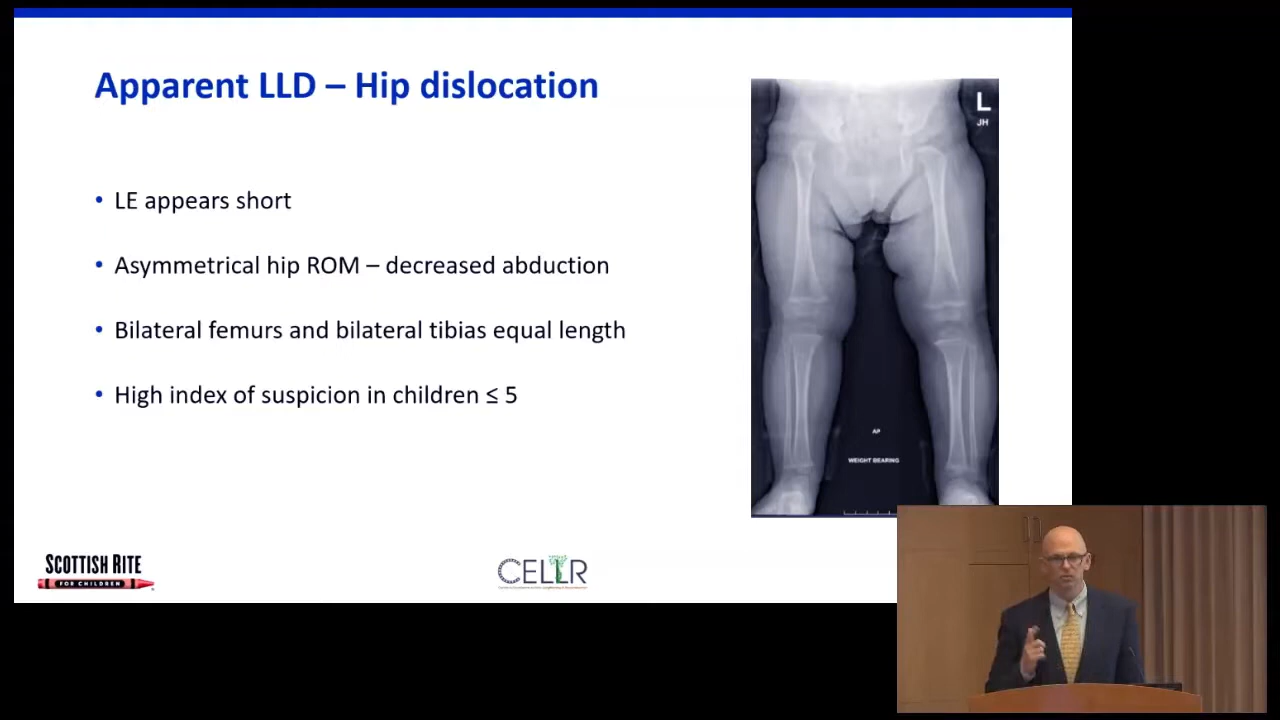 Apparent LLD – Hip dislocation
L
JH
• LE appears short
• Asymmetrical hip ROM – decreased abduction
• Bilateral femurs and bilateral tibias equal length
• High index of suspicion in children ≤ 5
AP
WEIGHT BEARING
SCOTTISH RITE
FOR CHILDREN
CELLR